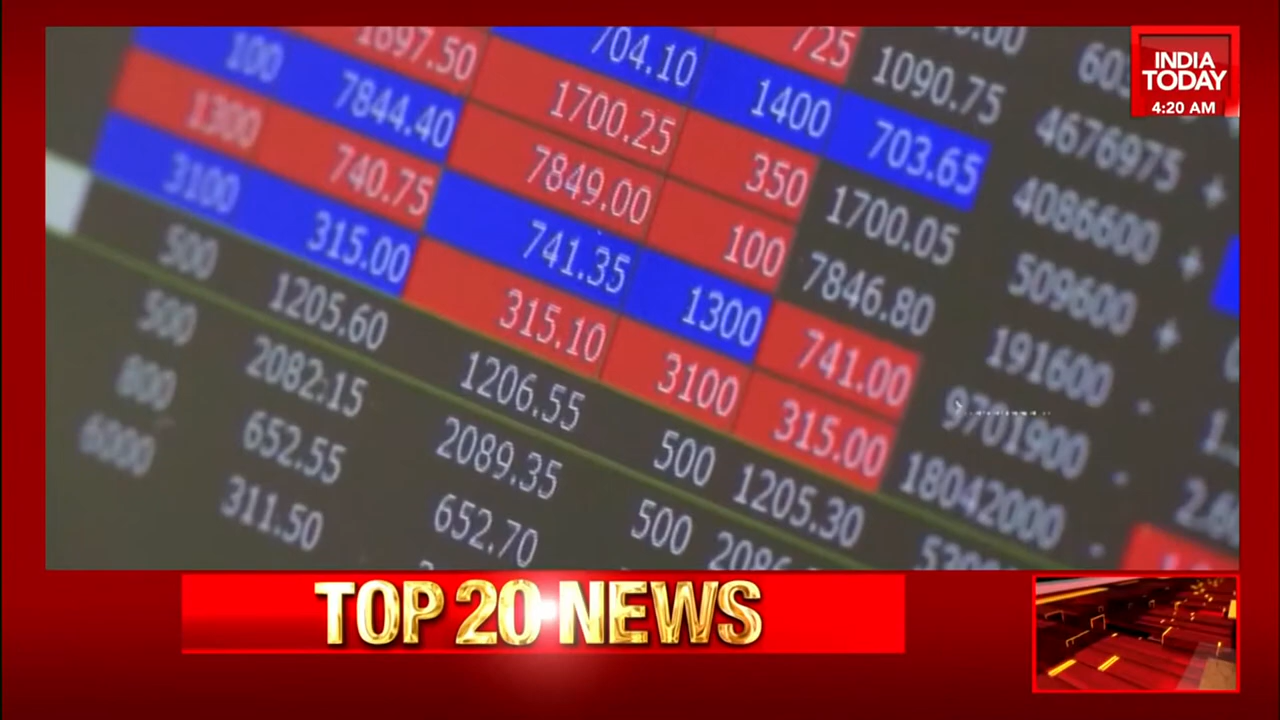 INDIA
TODAY
4:20 AM
1697.50 704.10 725 1090.75
100 7844.40 1700.25 1400 703.65 4676975
1300 740.75 7849.00 350 1700.05 4086600 +
3100 315.00 741.35 100 7846.80 509600 +
500 1205.60 315.10 1300 741.00 191600 +
500 2082.15 1206.55 3100 315.00 9701900 -
800 652.55 2089.35 500 1205.30 18042000 -
6000 311.50 652.70 500
TOP 20 NEWS